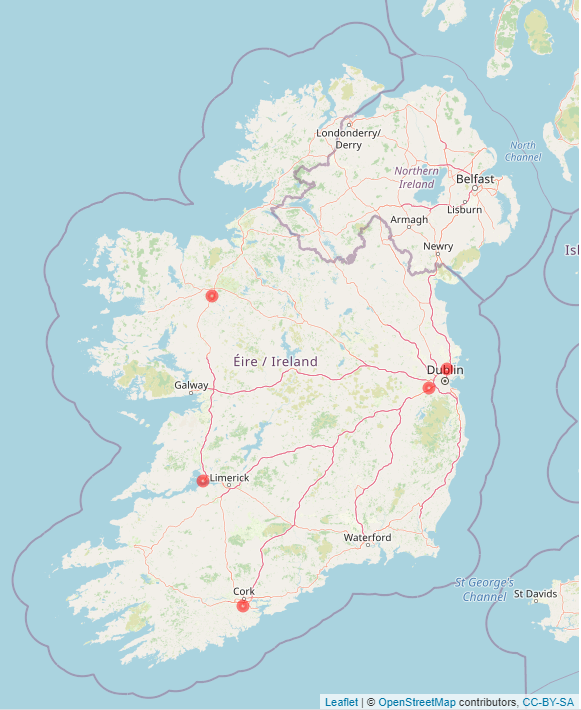 Londonderry/
Derry
North
Channel
Northern
Ireland
Belfast
Lisburn
Armagh
Newry
Isl
Éire / Ireland
Dublin
Galway
Limerick
Waterford
Cork
St George's
Channel
St Davids
Leaflet | © OpenStreetMap contributors, CC-BY-SA